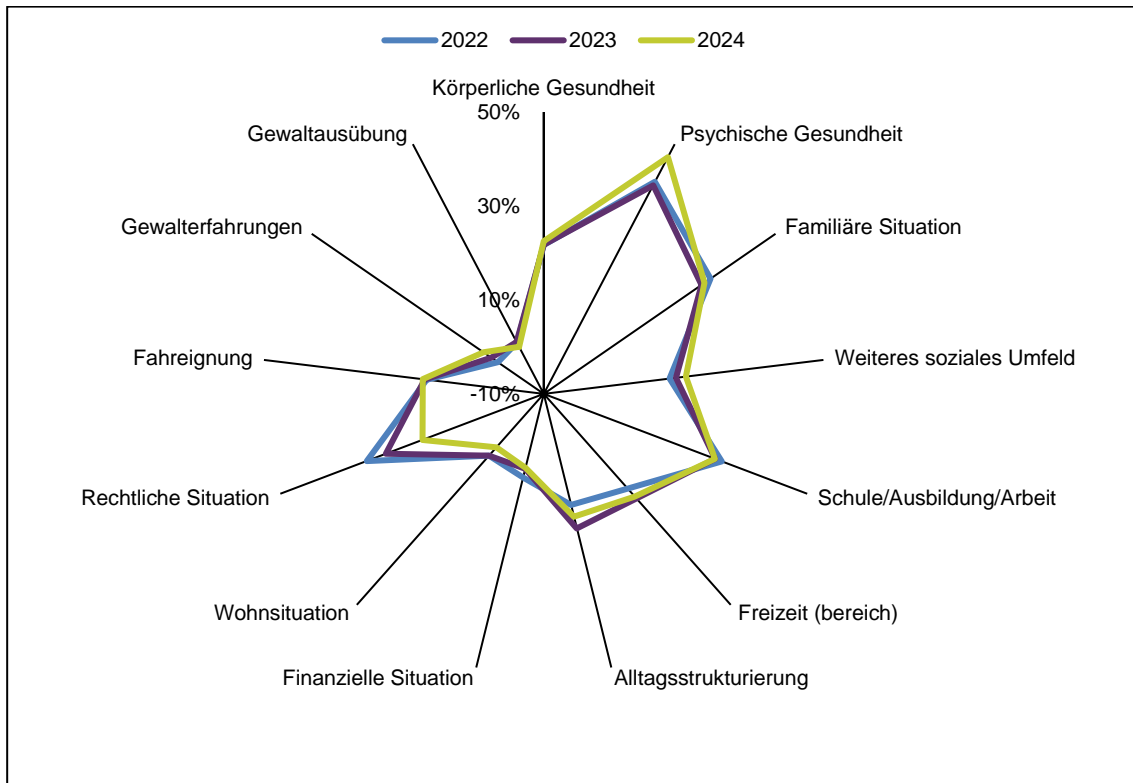 2022 2023 2024
Körperliche Gesundheit
50%
Gewaltausübung
Psychische Gesundheit
30%
Gewalterfahrungen
Familiäre Situation
10%
Fahreignung
Weiteres soziales Umfeld
-10%
Rechtliche Situation
Schule/Ausbildung/Arbeit
Wohnsituation
Freizeit (bereich)
Finanzielle Situation
Alltagsstrukturierung